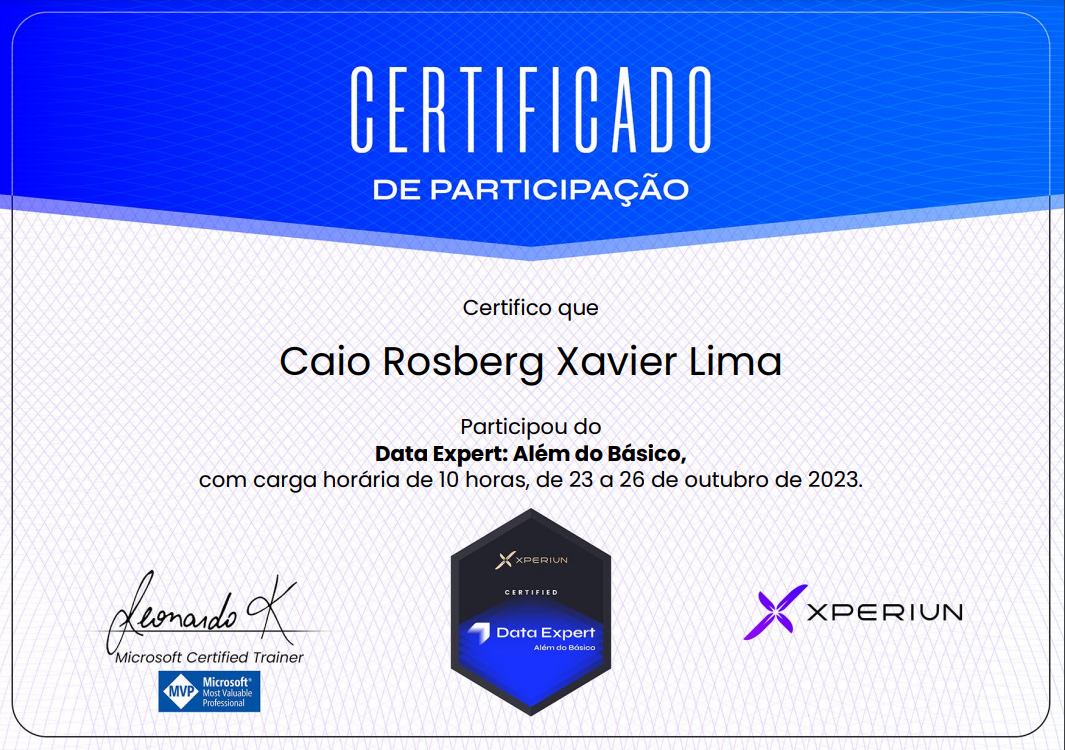 CERTIFICADO
DE PARTICIPAÇÃO
Certifico que
Caio Rosberg Xavier Lima
Participou do
Data Expert: Além do Básico,
com carga horária de 10 horas, de 23 a 26 de outubro de 2023.
Leonardo K
Microsoft Certified Trainer
MVP
Microsoft®
Most Valuable
Professional
XPERIUN
CERTIFIED
Data Expert
Além do Básico
XPERIUN